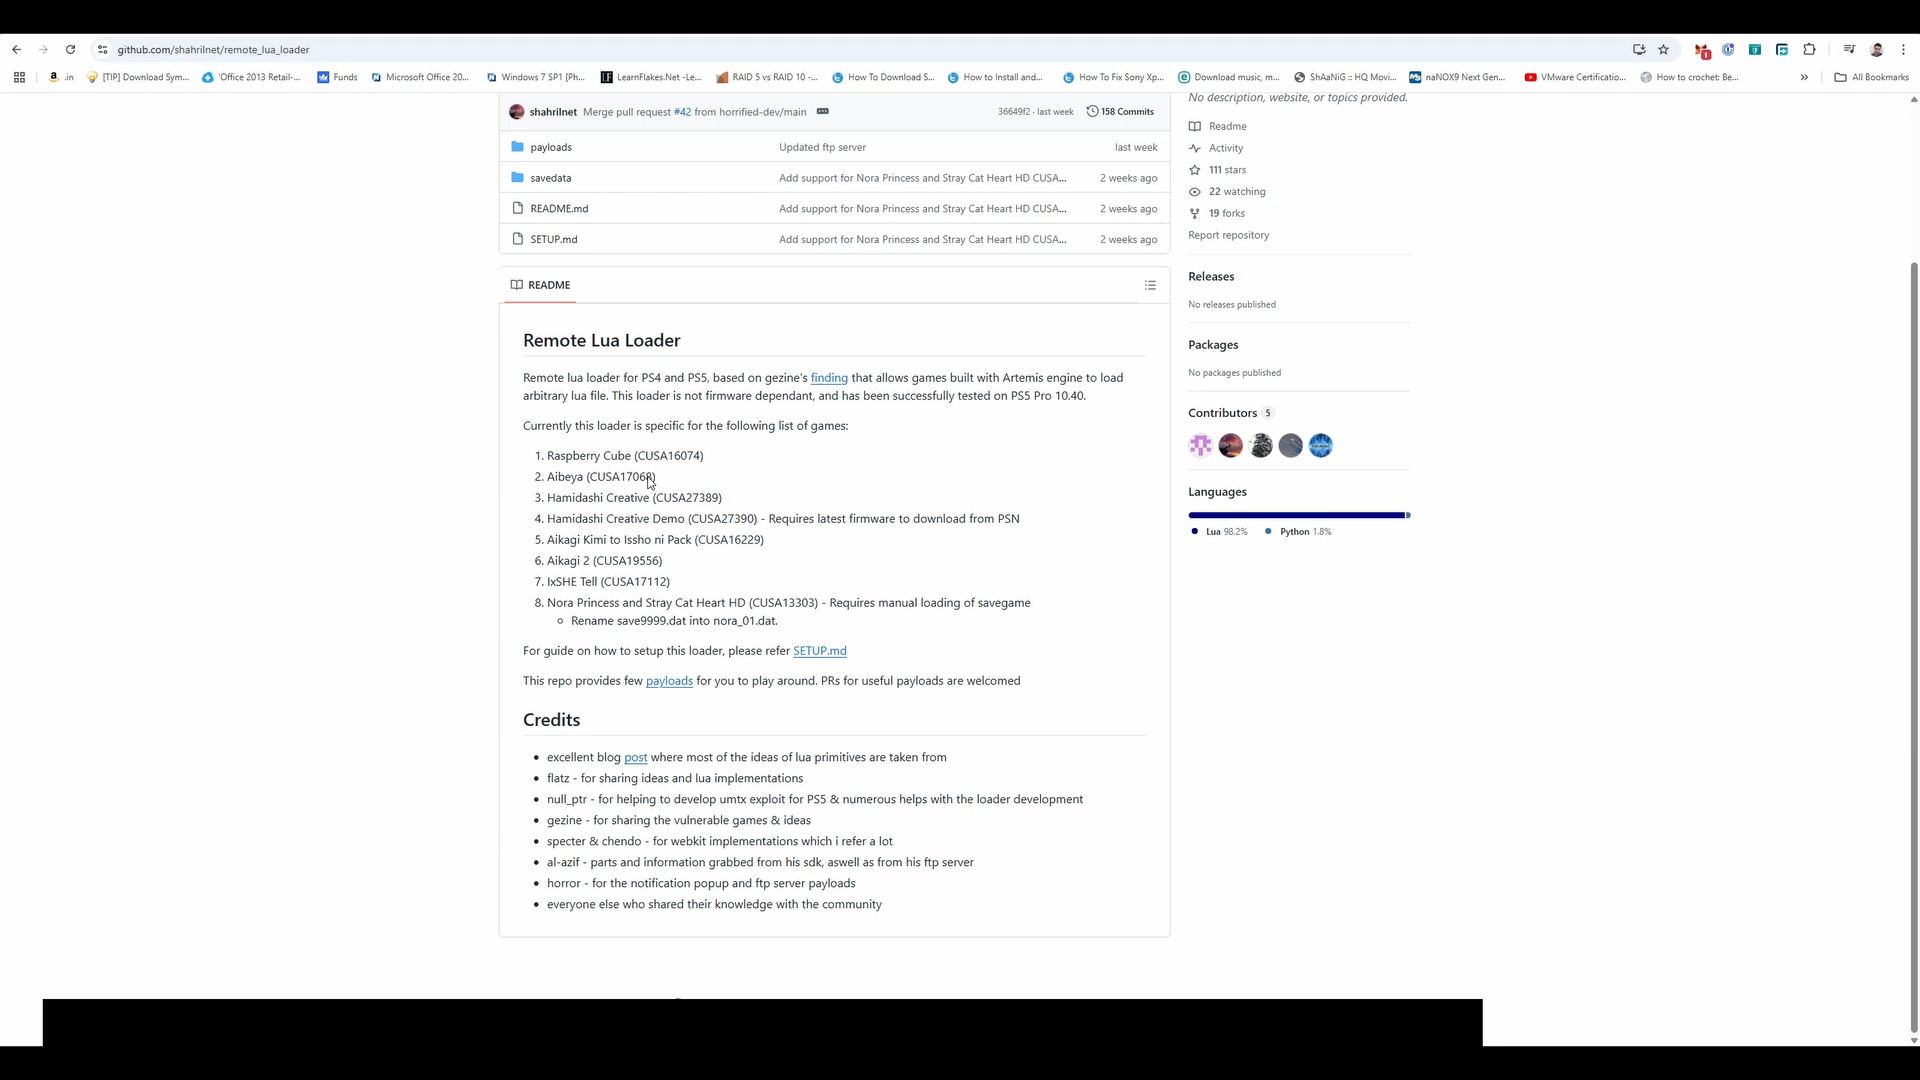 github.com/shahrilnet/remote_lua_loader
.in
[TIP] Download Sym...
'Office 2013 Retail-...
Funds
Microsoft Office 20...
Windows 7 SP1 [Ph...
LearnFlakes.Net -Le...
RAID 5 vs RAID 10 -...
How To Download S...
How to Install and...
How To Fix Sony Xp...
Download music, m...
ShAaNiG :: HQ Movi...
naNOX9 Next Gen...
VMware Certificatio...
How to crochet: Be...
All Bookmarks
No description, website, or topics provided.
shahrilnet Merge pull request #42 from horrified-dev/main 36649f2 · last week 158 Commits
payloads Updated ftp server last week
savedata Add support for Nora Princess and Stray Cat Heart HD CUSA... 2 weeks ago
README.md Add support for Nora Princess and Stray Cat Heart HD CUSA... 2 weeks ago
SETUP.md Add support for Nora Princess and Stray Cat Heart HD CUSA... 2 weeks ago
README
Remote Lua Loader
Remote lua loader for PS4 and PS5, based on gezine's finding that allows games built with Artemis engine to load
arbitrary lua file. This loader is not firmware dependant, and has been successfully tested on PS5 Pro 10.40.
Currently this loader is specific for the following list of games:
1. Raspberry Cube (CUSA16074)
2. Aibeya (CUSA17068)
3. Hamidashi Creative (CUSA27389)
4. Hamidashi Creative Demo (CUSA27390) - Requires latest firmware to download from PSN
5. Aikagi Kimi to Issho ni Pack (CUSA16229)
6. Aikagi 2 (CUSA19556)
7. IxSHE Tell (CUSA17112)
8. Nora Princess and Stray Cat Heart HD (CUSA13303) - Requires manual loading of savegame
Rename save9999.dat into nora_01.dat.
For guide on how to setup this loader, please refer SETUP.md
This repo provides few payloads for you to play around. PRs for useful payloads are welcomed
Credits
excellent blog post where most of the ideas of lua primitives are taken from
flatz - for sharing ideas and lua implementations
null_ptr - for helping to develop umtx exploit for PS5 & numerous helps with the loader development
gezine - for sharing the vulnerable games & ideas
specter & chendo - for webkit implementations which i refer a lot
al-azif - parts and information grabbed from his sdk, aswell as from his ftp server
horror - for the notification popup and ftp server payloads
everyone else who shared their knowledge with the community
Readme
Activity
111 stars
22 watching
19 forks
Report repository
Releases
No releases published
Packages
No packages published
Contributors 5
Languages
Lua 98.2% Python 1.8%